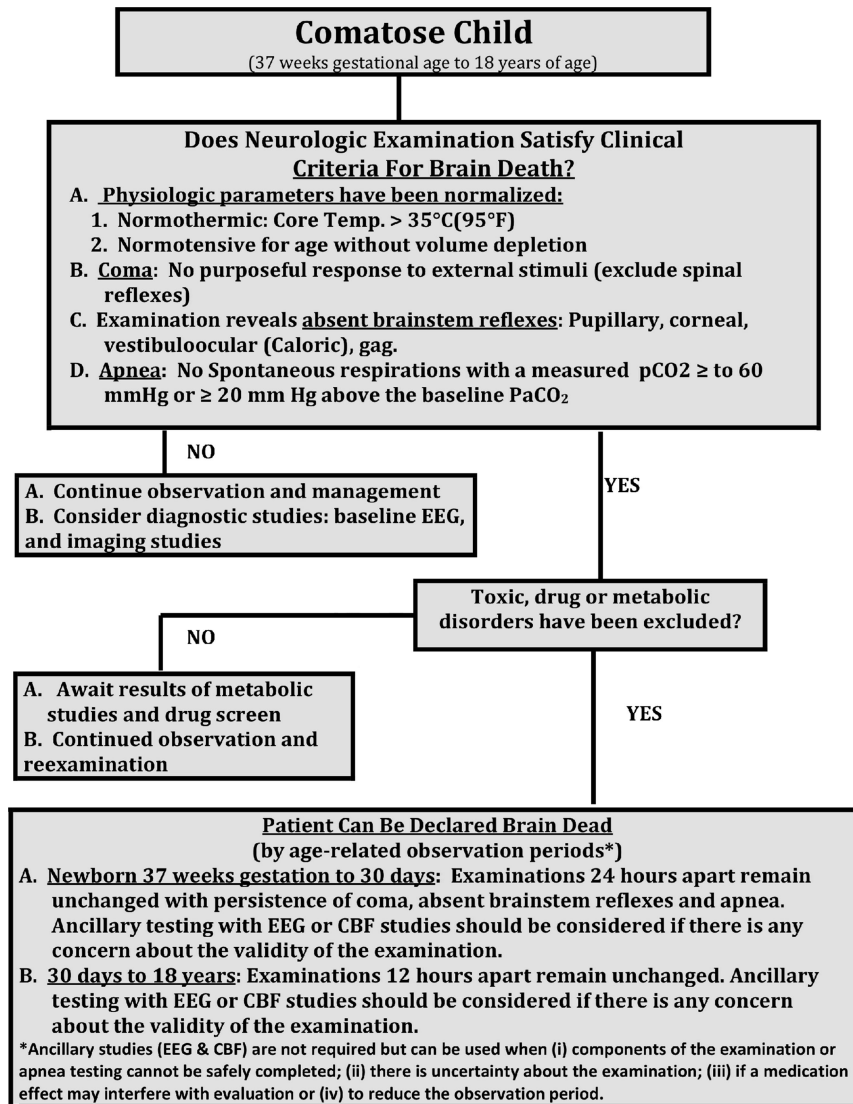 Comatose Child
(37 weeks gestational age to 18 years of age)
Does Neurologic Examination Satisfy Clinical
Criteria For Brain Death?
A. Physiologic parameters have been normalized:
1. Normothermic: Core Temp. > 35°C(95°F)
2. Normotensive for age without volume depletion
B. Coma: No purposeful response to external stimuli (exclude spinal
reflexes)
C. Examination reveals absent brainstem reflexes: Pupillary, corneal,
vestibuloocular (Caloric), gag.
D. Apnea: No Spontaneous respirations with a measured pCO2 ≥ to 60
mmHg or ≥ 20 mm Hg above the baseline PaCO₂
NO
YES
A. Continue observation and management
B. Consider diagnostic studies: baseline EEG,
and imaging studies
Toxic, drug or metabolic
disorders have been excluded?
NO
YES
A. Await results of metabolic
studies and drug screen
B. Continued observation and
reexamination
Patient Can Be Declared Brain Dead
(by age-related observation periods*)
A. Newborn 37 weeks gestation to 30 days: Examinations 24 hours apart remain
unchanged with persistence of coma, absent brainstem reflexes and apnea.
Ancillary testing with EEG or CBF studies should be considered if there is any
concern about the validity of the examination.
B. 30 days to 18 years: Examinations 12 hours apart remain unchanged. Ancillary
testing with EEG or CBF studies should be considered if there is any concern
about the validity of the examination.
*Ancillary studies (EEG & CBF) are not required but can be used when (i) components of the examination or
apnea testing cannot be safely completed; (ii) there is uncertainty about the examination; (iii) if a medication
effect may interfere with evaluation or (iv) to reduce the observation period.